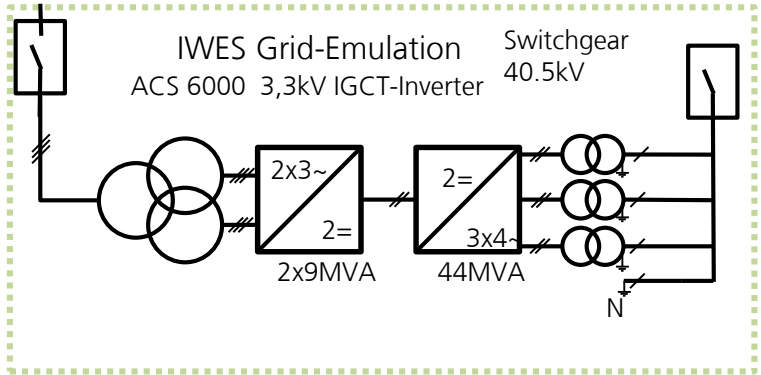 IWES Grid-Emulation
ACS 6000 3,3kV IGCT-Inverter
Switchgear
40.5kV
2x3~
2=
2x9MVA
2=
3x4~
44MVA
N